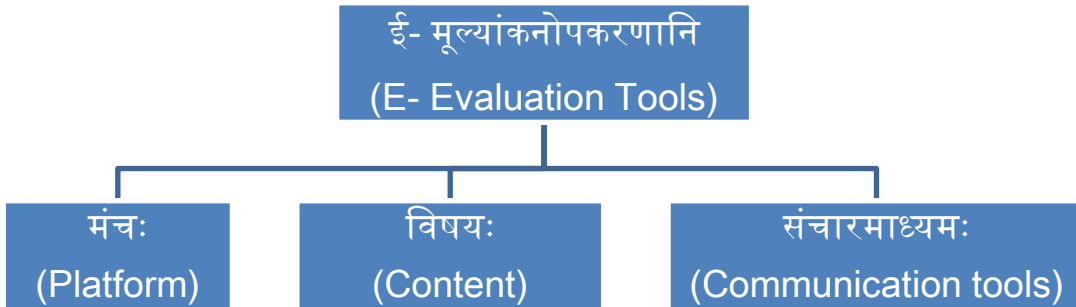 ई- मूल्यांकनोपकरणानि
(E- Evaluation Tools)
मंचः
(Platform)
विषयः
(Content)
संचारमाध्यमः
(Communication tools)